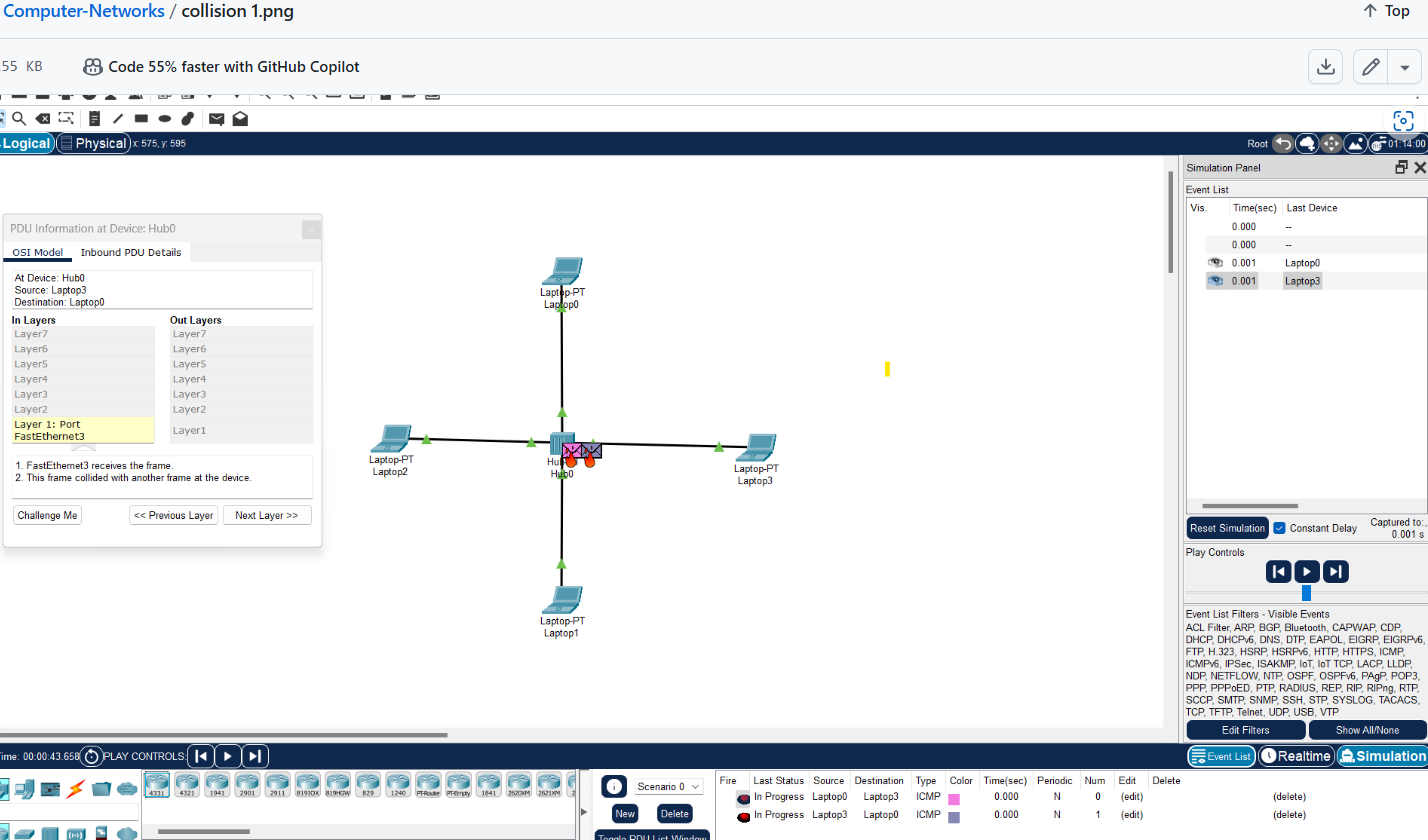 Computer-Networks / collision 1.png
Top
55 KB
Code 55% faster with GitHub Copilot
Logical
Physical
x: 575, y: 595
Root
01:14:00
PDU Information at Device: Hub0
OSI Model
Inbound PDU Details
At Device: Hub0
Source: Laptop3
Destination: Laptop0
In Layers
Out Layers
Layer7
Layer7
Layer6
Layer6
Layer5
Layer5
Layer4
Layer4
Layer3
Layer3
Layer2
Layer2
Layer 1: Port
FastEthernet3
Layer1
1. FastEthernet3 receives the frame.
2. This frame collided with another frame at the device.
Challenge Me
<< Previous Layer
Next Layer >>
Laptop-PT
Laptop0
Laptop-PT
Laptop2
Hub0
Laptop-PT
Laptop3
Laptop-PT
Laptop1
Simulation Panel
Event List
Vis. Time(sec) Last Device
0.000 --
0.000 --
0.001 Laptop0
0.001 Laptop3
Reset Simulation
Constant Delay
Captured to:
0.001 s
Play Controls
Event List Filters - Visible Events
ACL Filter, ARP, BGP, Bluetooth, CAPWAP, CDP,
DHCP, DHCPv6, DNS, DTP, EAPOL, EIGRP, EIGRPv6,
FTP, H.323, HSRP, HSRPv6, HTTP, HTTPS, ICMP,
ICMPv6, IPSec, ISAKMP, IoT, IoT TCP, LACP, LLDP,
NDP, NETFLOW, NTP, OSPF, OSPFv6, PAgP, POP3,
PPP, PPPoED, PTP, RADIUS, REP, RIP, RIPng, RTP,
SCCP, SMTP, SNMP, SSH, STP, SYSLOG, TACACS,
TCP, TFTP, Telnet, UDP, USB, VTP
Edit Filters
Show All/None
ime: 00:00:43.658
PLAY CONTROLS:
Event List
Realtime
Simulation
4331
4321
1941
2901
2911
819IOX
819HGW
829
1240
PT-Router
PT-Empty
1841
2620XM
2621XM
Scenario 0
New
Delete
Toggle PDU List Window
Fire Last Status Source Destination Type Color Time(sec) Periodic Num Edit Delete
In Progress Laptop0 Laptop3 ICMP 0.000 N 0 (edit) (delete)
In Progress Laptop3 Laptop0 ICMP 0.000 N 1 (edit) (delete)